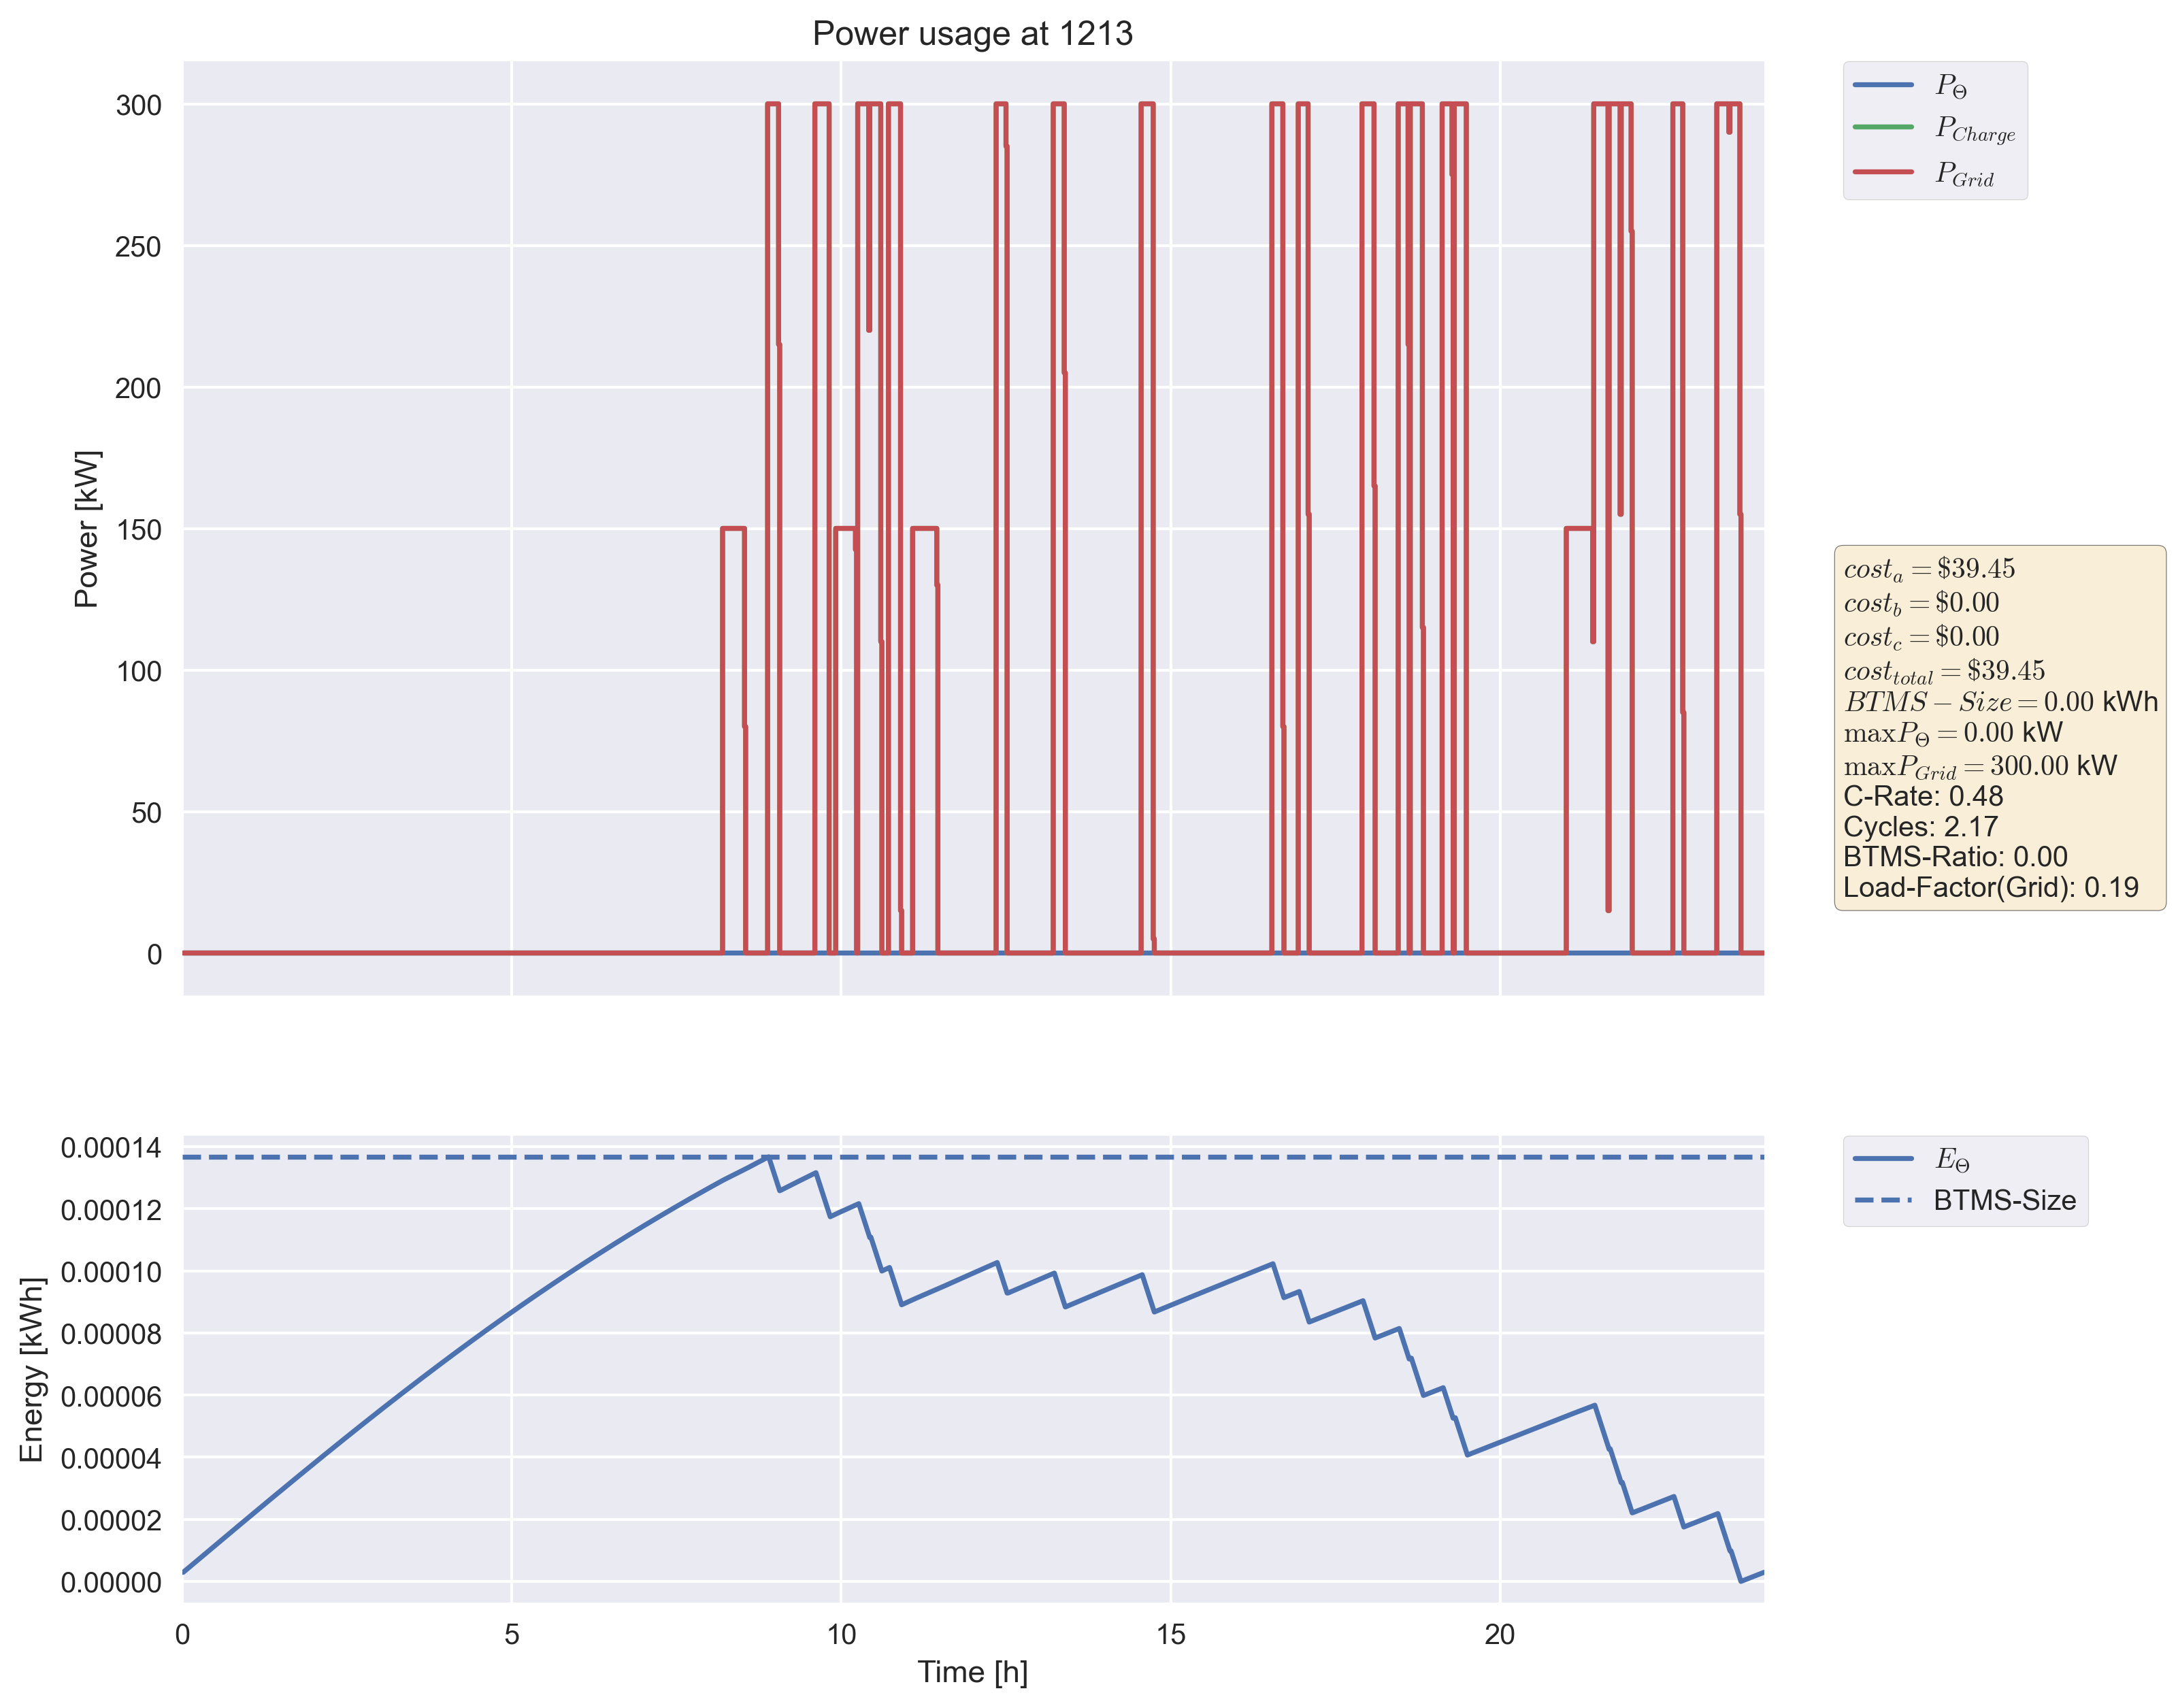 Power usage at 1213
300
250
200
150
100
50
0
Power [kW]
P_Θ
P_Charge
P_Grid
cost_a = $39.45
cost_b = $0.00
cost_c = $0.00
cost_total = $39.45
BTMS − Size = 0.00 kWh
maxP_Θ = 0.00 kW
maxP_Grid = 300.00 kW
C-Rate: 0.48
Cycles: 2.17
BTMS-Ratio: 0.00
Load-Factor(Grid): 0.19
0.00014
0.00012
0.00010
0.00008
0.00006
0.00004
0.00002
0.00000
Energy [kWh]
E_Θ
BTMS-Size
0 5 10 15 20
Time [h]